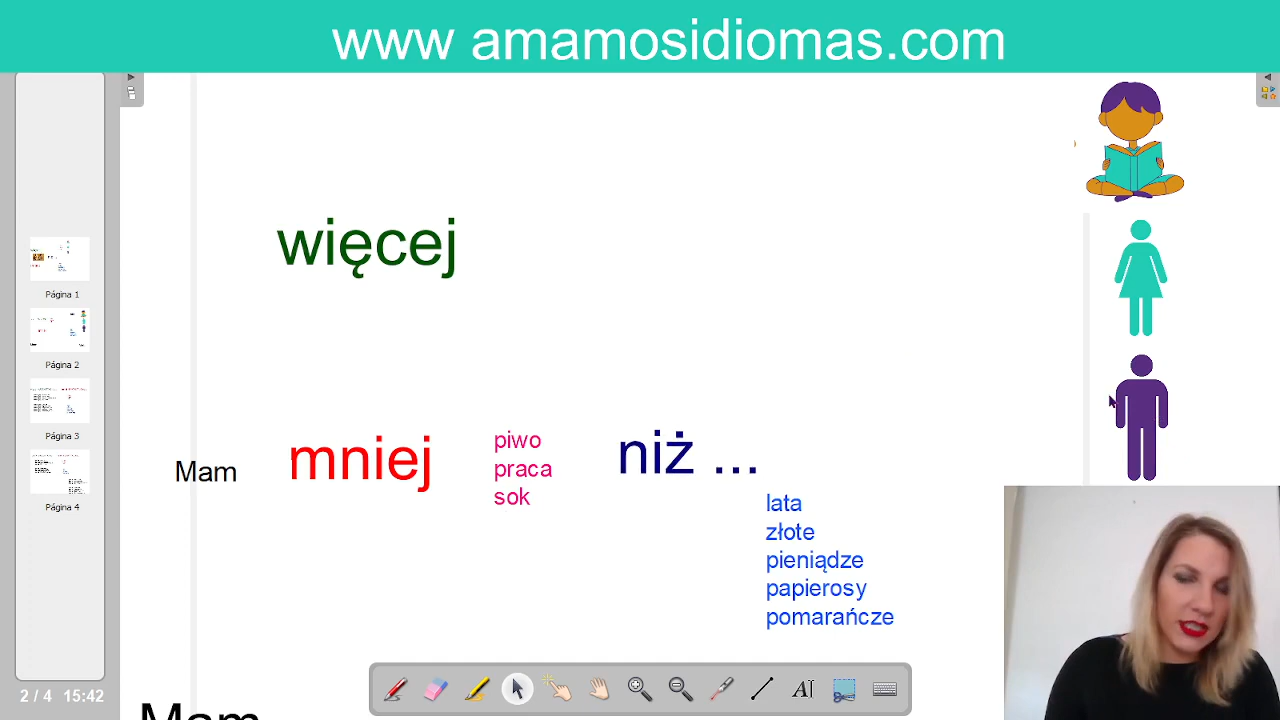 www amamosidiomas.com
więcej
Mam
mniej
piwo
praca
sok
niż ...
lata
złote
pieniądze
papierosy
pomarańcze
Mam
Página 1
Página 2
Página 3
Página 4
2 / 4 15:42